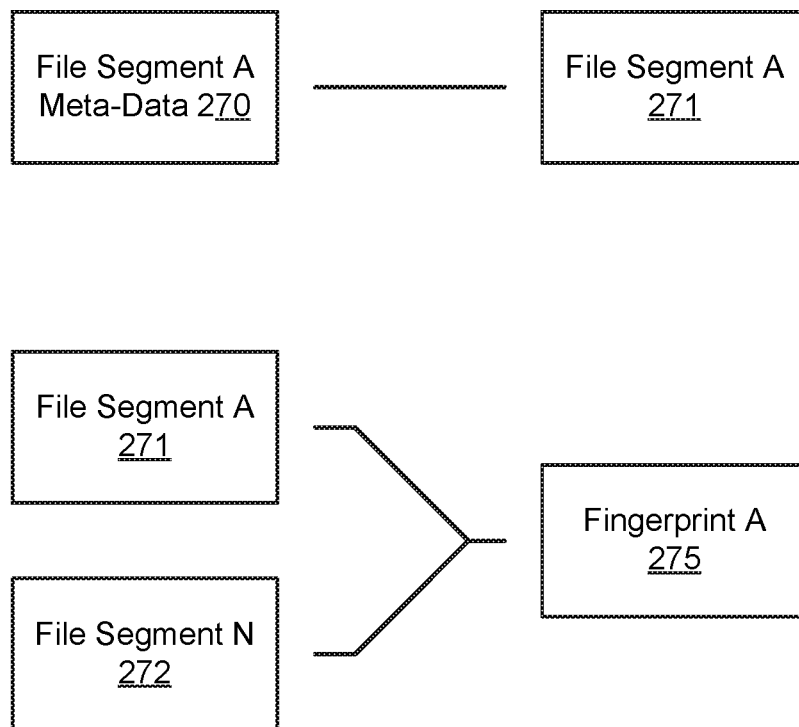 File Segment A
Meta-Data 270
File Segment A
271
File Segment A
271
File Segment N
272
Fingerprint A
275